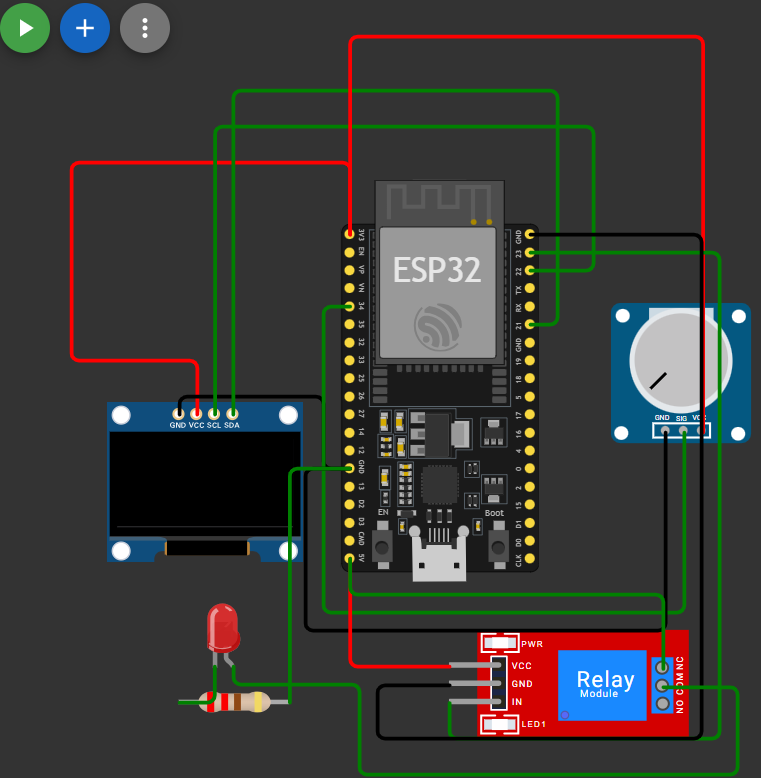 3V3
EN
VP
VN
34
35
32
33
25
26
27
14
12
GND
13
D2
D3
CMD
5V
ESP32
EN
Boot
GND
23
22
TX
RX
21
GND
19
18
5
17
16
4
0
2
15
D1
D0
CLK
GND VCC SCL SDA
GND SIG VCC
PWR
VCC
GND
IN
LED1
Relay
Module
NO COM NC